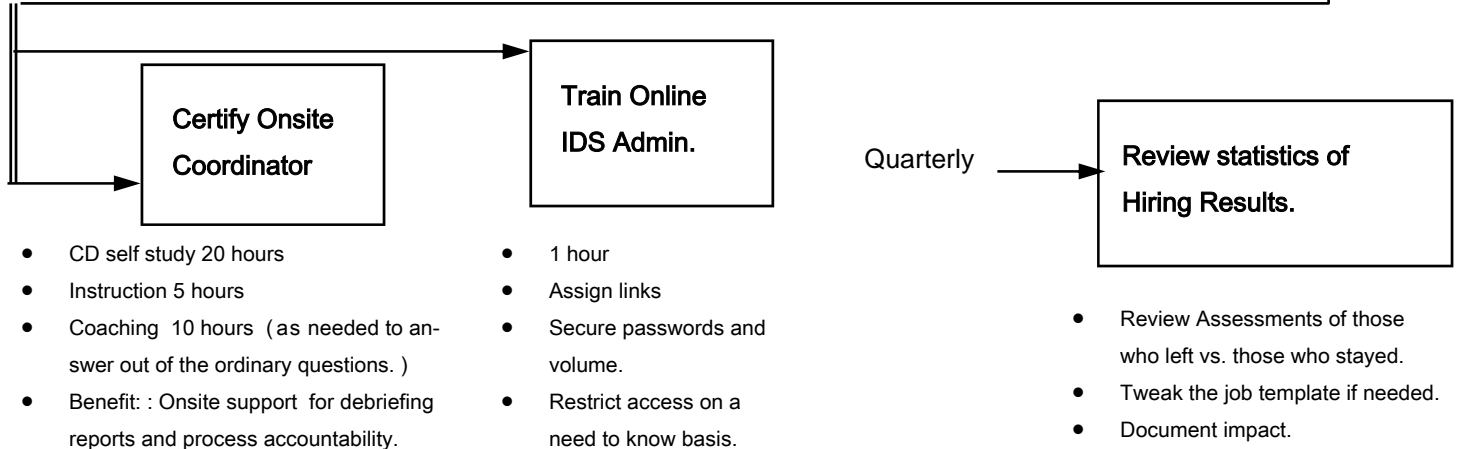 Certify Onsite
Coordinator
● CD self study 20 hours
● Instruction 5 hours
● Coaching 10 hours (as needed to an-
swer out of the ordinary questions.)
● Benefit: : Onsite support for debriefing
reports and process accountability.
Train Online
IDS Admin.
● 1 hour
● Assign links
● Secure passwords and
volume.
● Restrict access on a
need to know basis.
Quarterly
Review statistics of
Hiring Results.
● Review Assessments of those
who left vs. those who stayed.
● Tweak the job template if needed.
● Document impact.